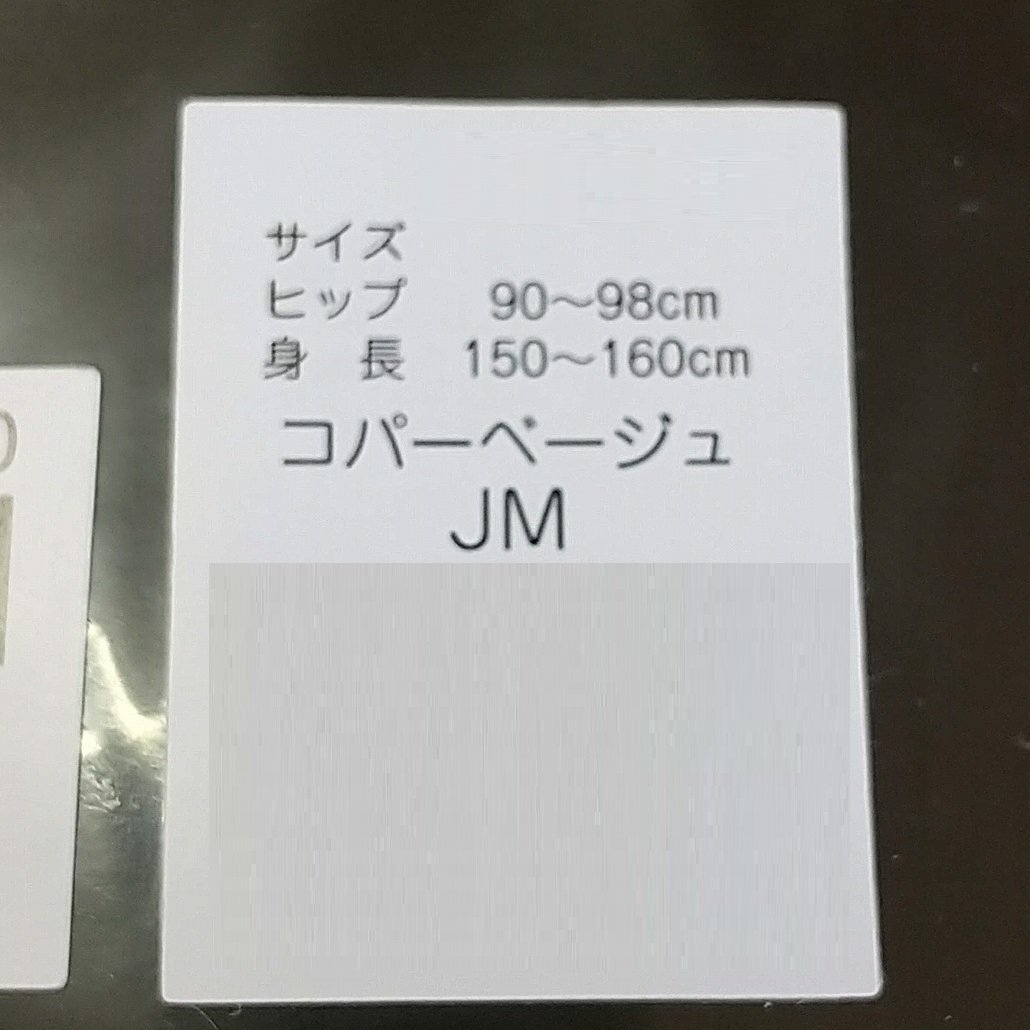 サイズ
ヒップ 90～98cm
身 長 150～160cm
コパーベージュ
JM